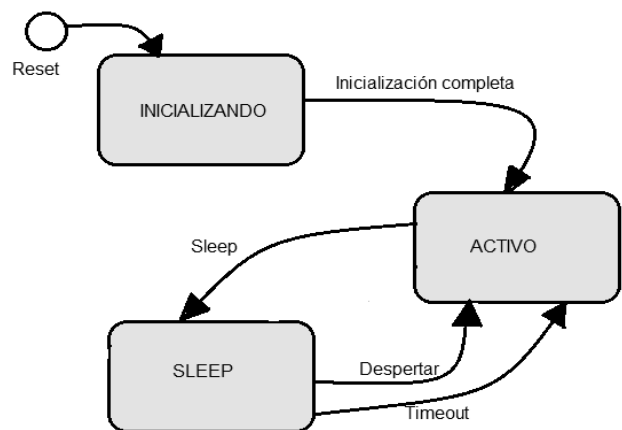 Reset
INICIALIZANDO
Inicialización completa
ACTIVO
Sleep
SLEEP
Despertar
Timeout